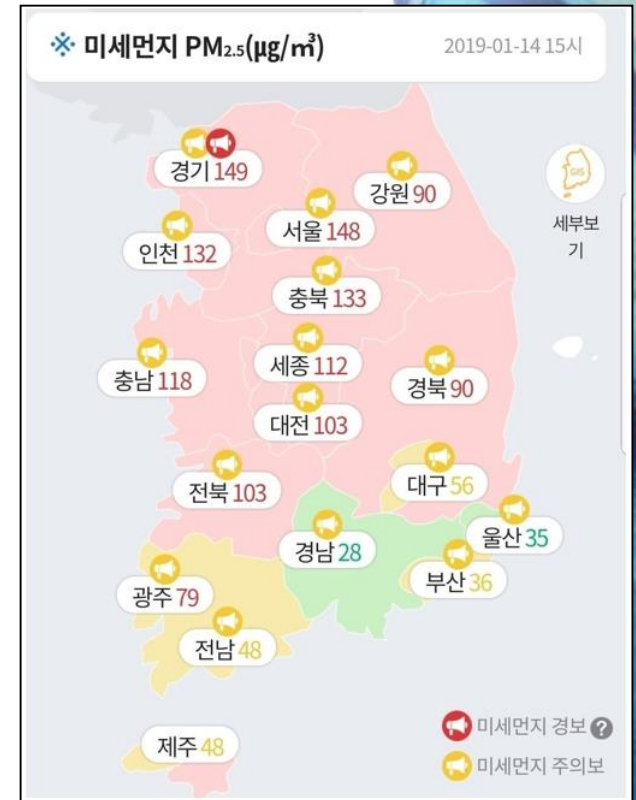 ※ 미세먼지 PM2.5(μg/㎥)
2019-01-14 15시
경기 149
강원 90
서울 148
인천 132
세부보
기
GIS
충북 133
충남 118
세종 112
경북 90
대전 103
전북 103
대구 56
경남 28
울산 35
광주 79
부산 36
전남 48
제주 48
미세먼지 경보 ?
미세먼지 주의보